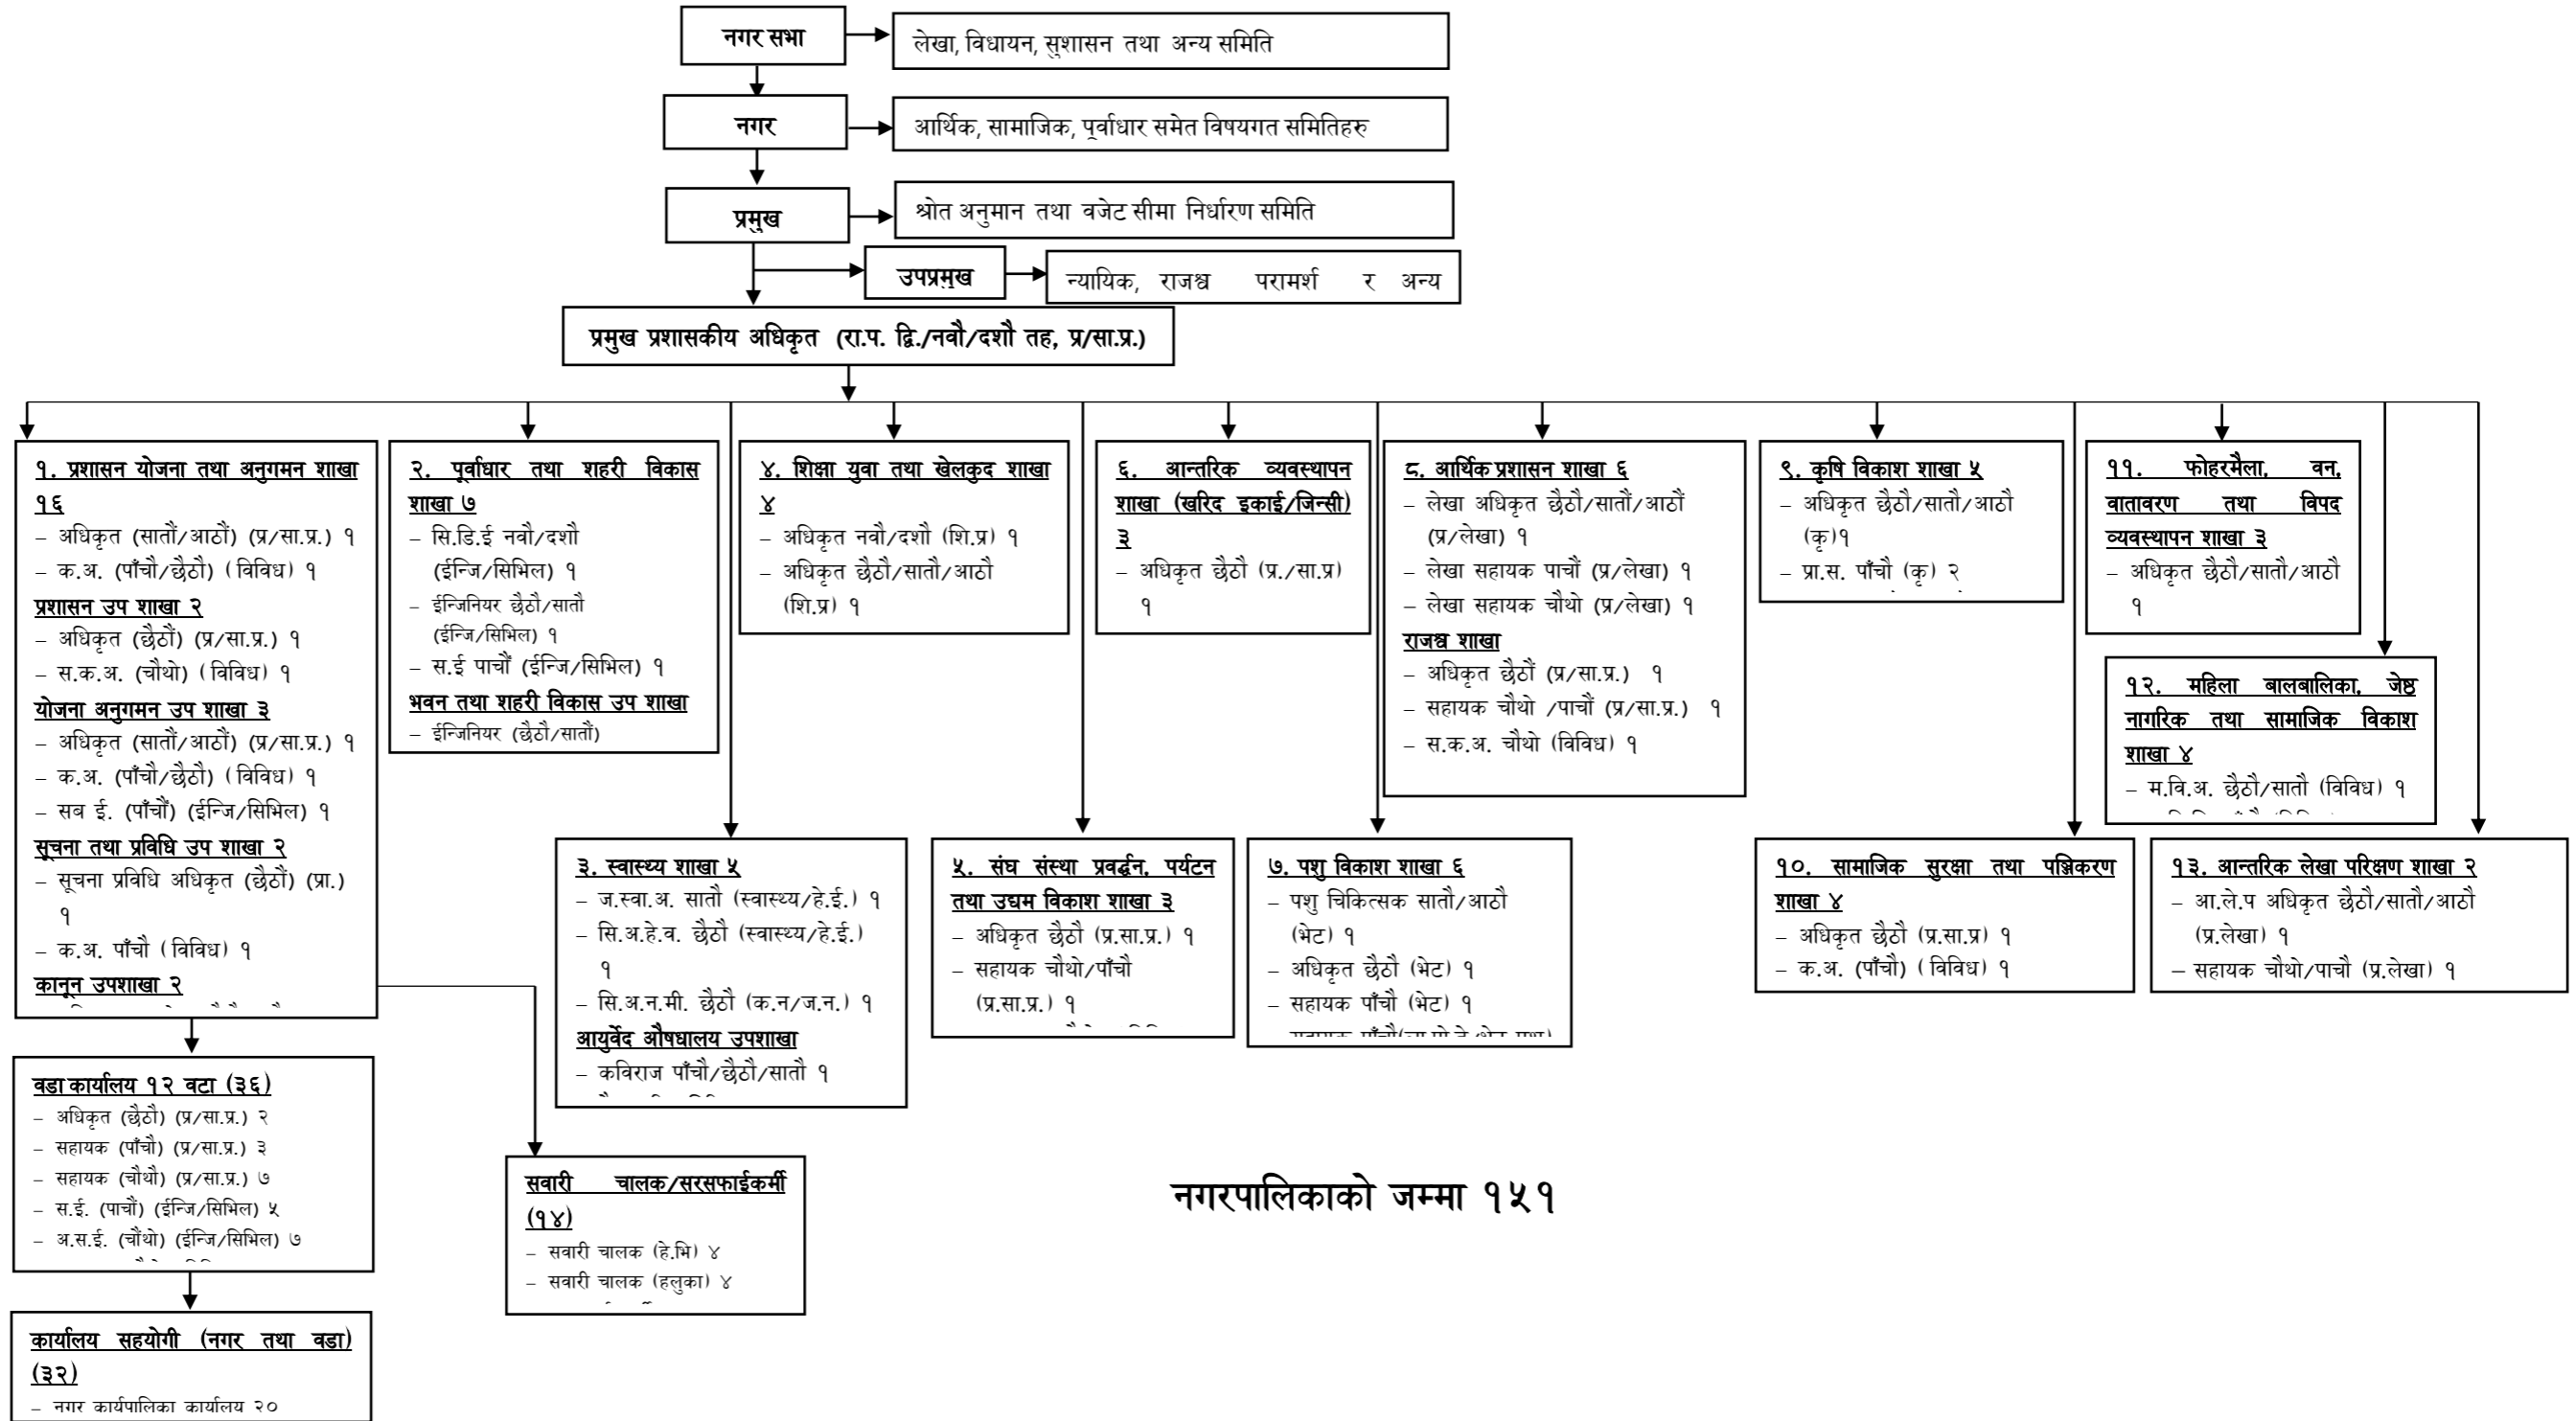 नगर सभा
लेखा, विधायन, सुशासन तथा अन्य समिति
नगर
आर्थिक, सामाजिक, पूर्वाधार समेत विषयगत समितिहरु
प्रमुख
श्रोत अनुमान तथा वजेट सीमा निर्धारण समिति
उपप्रमुख
न्यायिक, राजश्व परामर्श र अन्य
प्रमुख प्रशासकीय अधिकृत (रा.प. द्वि./नवौ/दशौ तह, प्र/सा.प्र.)
१. प्रशासन योजना तथा अनुगमन शाखा
१६
– अधिकृत (सातौं/आठौं) (प्र/सा.प्र.) १
– क.अ. (पाँचौ/छैठौ) (विविध) १
प्रशासन उप शाखा २
– अधिकृत (छैठौं) (प्र/सा.प्र.) १
– स.क.अ. (चौथो) (विविध) १
योजना अनुगमन उप शाखा ३
– अधिकृत (सातौं/आठौं) (प्र/सा.प्र.) १
– क.अ. (पाँचौ/छैठौ) (विविध) १
– सब ई. (पाँचौं) (ईन्जि/सिभिल) १
सूचना तथा प्रविधि उप शाखा २
– सूचना प्रविधि अधिकृत (छैठौं) (प्रा.)
१
– क.अ. पाँचौ (विविध) १
कानून उपशाखा २
२. पूर्वाधार तथा शहरी विकास
शाखा ७
– सि.डि.ई नवौ/दशौ
(ईन्जि/सिभिल) १
– ईन्जिनियर छैठौ/सातौ
(ईन्जि/सिभिल) १
– स.ई पाचौं (ईन्जि/सिभिल) १
भवन तथा शहरी विकास उप शाखा
– ईन्जिनियर (छैठौ/सातौं)
४. शिक्षा युवा तथा खेलकुद शाखा
४
– अधिकृत नवौ/दशौ (शि.प्र) १
– अधिकृत छैठौ/सातौ/आठौ
(शि.प्र) १
६. आन्तरिक व्यवस्थापन
शाखा (खरिद इकाई/जिन्सी)
३
– अधिकृत छैठौ (प्र./सा.प्र)
१
८. आर्थिक प्रशासन शाखा ६
– लेखा अधिकृत छैठौ/सातौं/आठौं
(प्र/लेखा) १
– लेखा सहायक पाचौं (प्र/लेखा) १
– लेखा सहायक चौथो (प्र/लेखा) १
राजश्व शाखा
– अधिकृत छैठौं (प्र/सा.प्र.) १
– सहायक चौथो /पाचौं (प्र/सा.प्र.) १
– स.क.अ. चौथो (विविध) १
९. कृषि विकाश शाखा ५
– अधिकृत छैठौ/सातौ/आठौ
(कृ)१
– प्रा.स. पाँचौ (कृ) २
११. फोहरमैला, वन,
वातावरण तथा विपद
व्यवस्थापन शाखा ३
– अधिकृत छैठौ/सातौ/आठौ
१
१२. महिला बालबालिका, जेष्ठ
नागरिक तथा सामाजिक विकाश
शाखा ४
– म.वि.अ. छैठौ/सातौ (विविध) १
३. स्वास्थ्य शाखा ५
– ज.स्वा.अ. सातौ (स्वास्थ्य/हे.ई.) १
– सि.अ.हे.व. छैठौ (स्वास्थ्य/हे.ई.)
१
– सि.अ.न.मी. छैठौ (क.न/ज.न.) १
आयुर्वेद औषधालय उपशाखा
– कविराज पाँचौ/छैठौ/सातौ १
५. संघ संस्था प्रवर्द्धन, पर्यटन
तथा उद्यम विकाश शाखा ३
– अधिकृत छैठौ (प्र.सा.प्र.) १
– सहायक चौथो/पाँचौ
(प्र.सा.प्र.) १
७. पशु विकाश शाखा ६
– पशु चिकित्सक सातौ/आठौ
(भेट) १
– अधिकृत छैठौ (भेट) १
– सहायक पाँचौ (भेट) १
१०. सामाजिक सुरक्षा तथा पञ्जिकरण
शाखा ४
– अधिकृत छैठौ (प्र.सा.प्र) १
– क.अ. (पाँचौ) (विविध) १
१३. आन्तरिक लेखा परिक्षण शाखा २
– आ.ले.प अधिकृत छैठौ/सातौ/आठौ
(प्र.लेखा) १
– सहायक चौथो/पाचौ (प्र.लेखा) १
वडा कार्यालय १२ वटा (३६)
– अधिकृत (छैठौ) (प्र/सा.प्र.) २
– सहायक (पाँचौ) (प्र/सा.प्र.) ३
– सहायक (चौथौ) (प्र/सा.प्र.) ७
– स.ई. (पाचौं) (ईन्जि/सिभिल) ५
– अ.स.ई. (चौंथो) (ईन्जि/सिभिल) ७
सवारी चालक/सरसफाईकर्मी
(१४)
– सवारी चालक (हे.भि) ४
– सवारी चालक (हलुका) ४
नगरपालिकाको जम्मा १५१
कार्यालय सहयोगी (नगर तथा वडा)
(३२)
– नगर कार्यपालिका कार्यालय २०